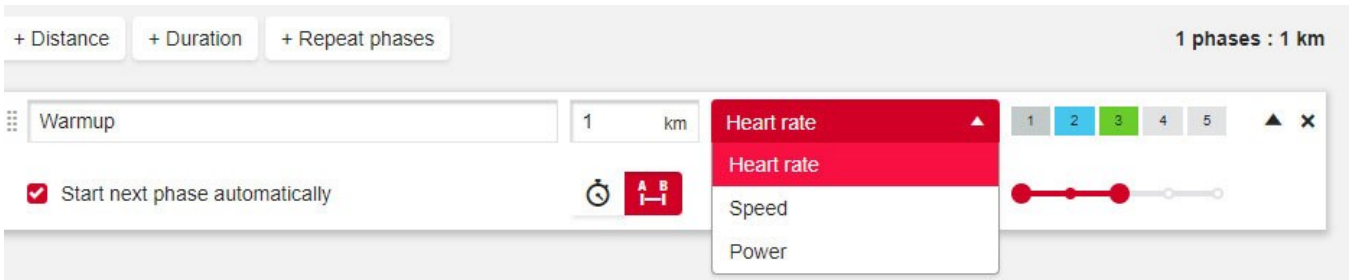 + Distance + Duration + Repeat phases 1 phases : 1 km
Warmup 1 km Heart rate 1 2 3 4 5
Heart rate
Start next phase automatically A B
Speed
Power